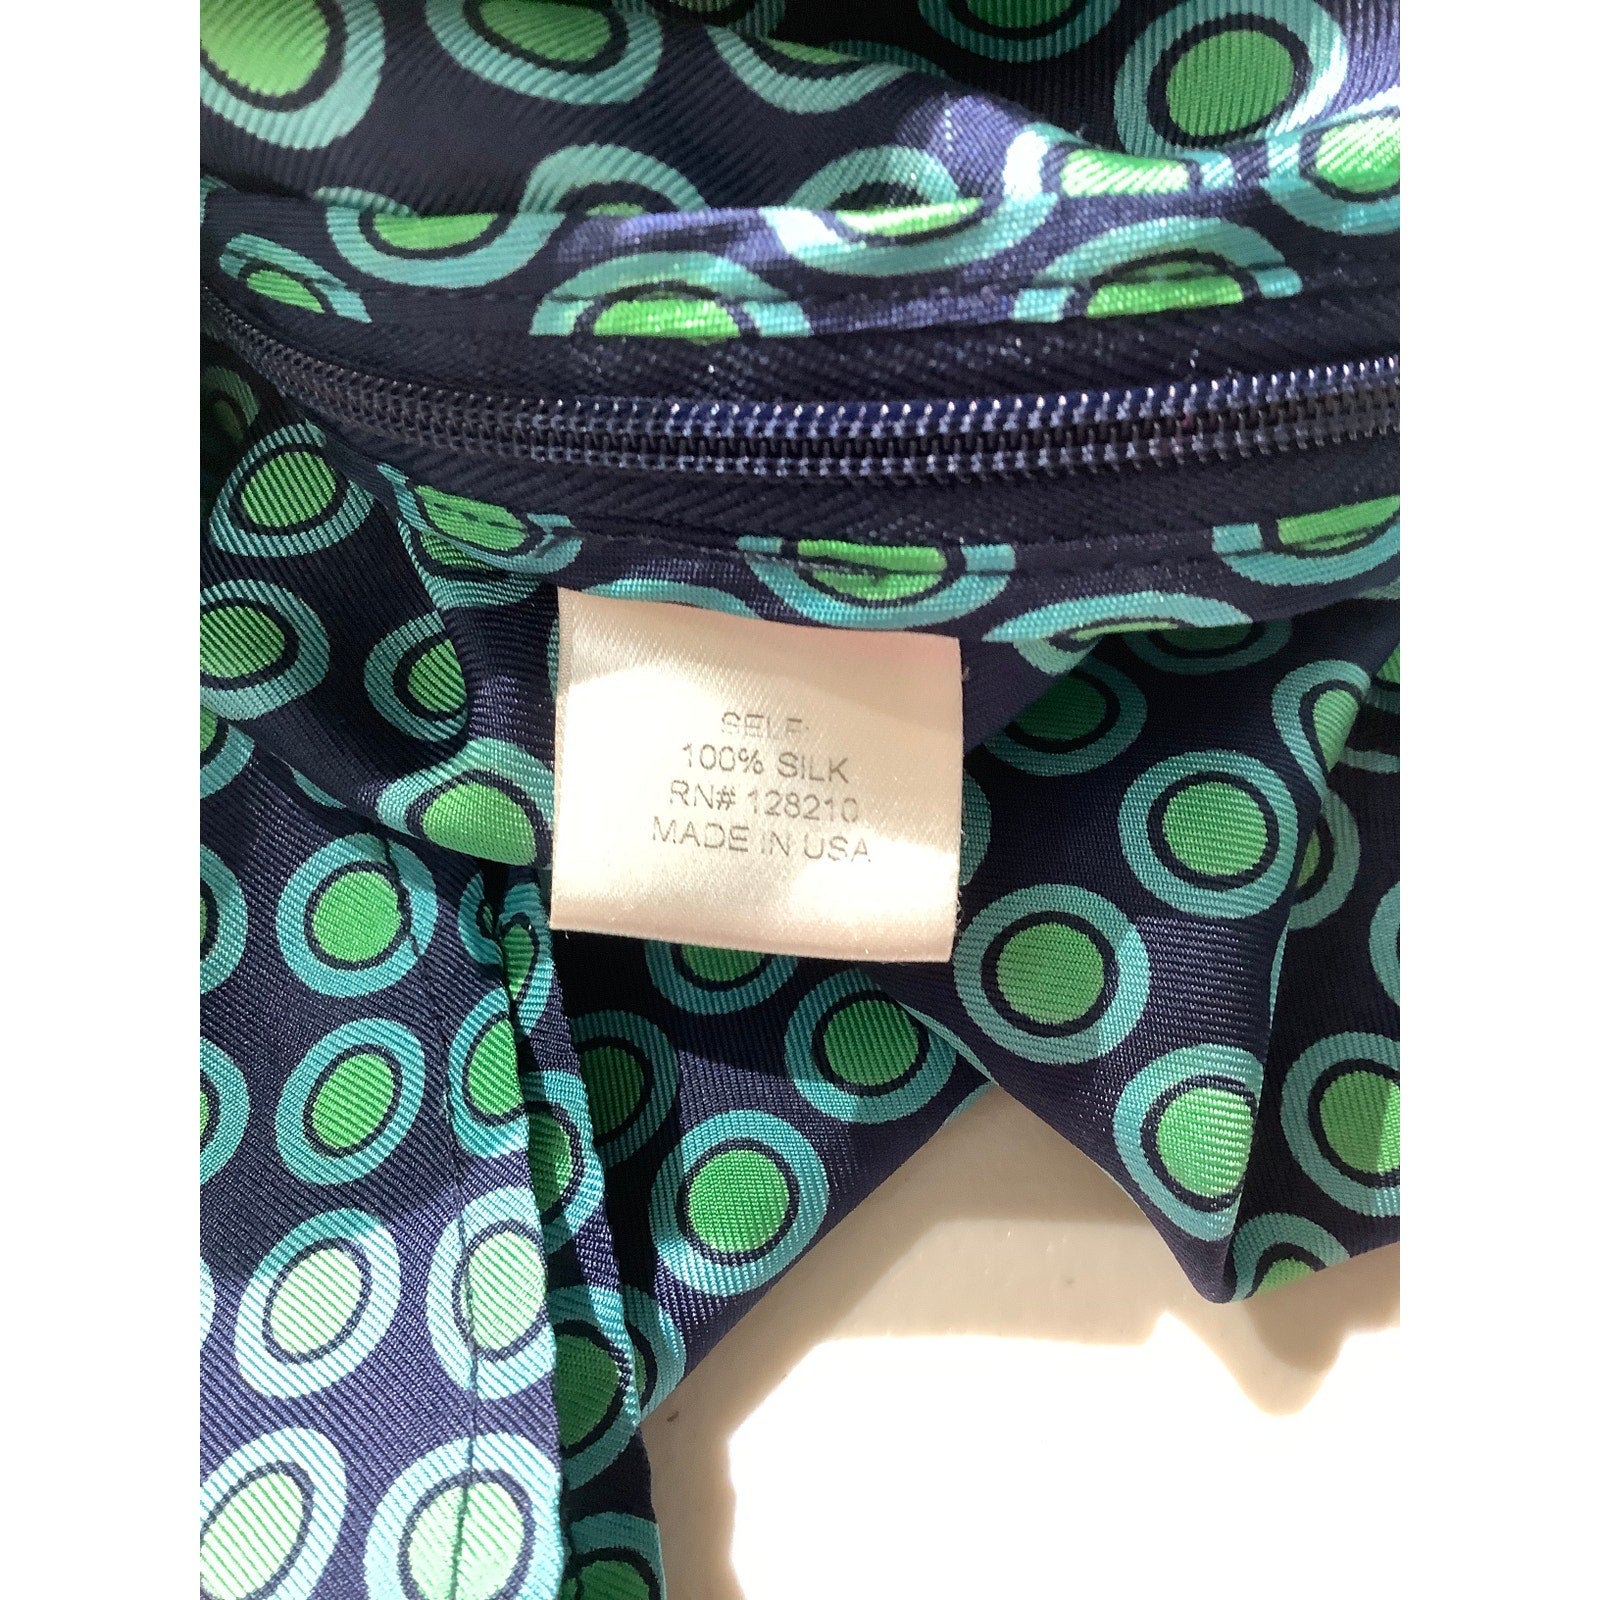 SELF:
100% SILK
RN# 128210
MADE IN USA